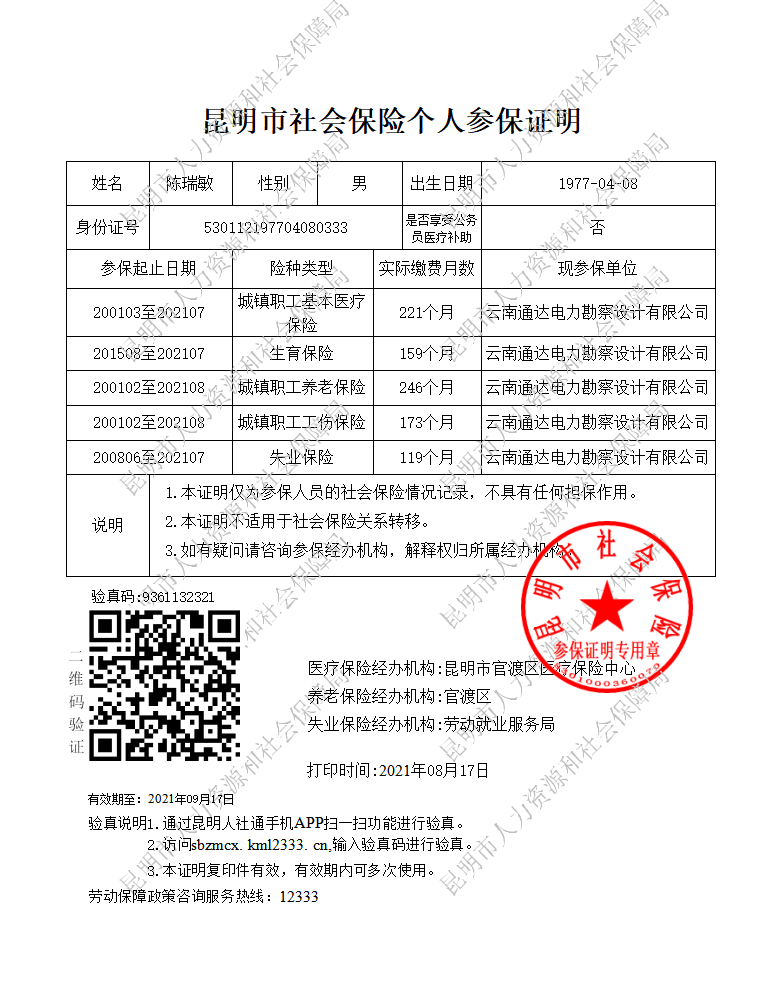 昆明市社会保险个人参保证明
姓名 陈瑞敏 性别 男 出生日期 1977-04-08
身份证号 530112197704080333 是否享受公务员医疗补助 否
参保起止日期 险种类型 实际缴费月数 现参保单位
200103至202107 城镇职工基本医疗保险 221个月 云南通达电力勘察设计有限公司
201508至202107 生育保险 159个月 云南通达电力勘察设计有限公司
200102至202108 城镇职工养老保险 246个月 云南通达电力勘察设计有限公司
200102至202108 城镇职工工伤保险 173个月 云南通达电力勘察设计有限公司
200806至202107 失业保险 119个月 云南通达电力勘察设计有限公司
说明
1.本证明仅为参保人员的社会保险情况记录，不具有任何担保作用。
2.本证明不适用于社会保险关系转移。
3.如有疑问请咨询参保经办机构，解释权归所属经办机构。
昆明市社会保险
参保证明专用章
验真码:9361132321
二维码验证
医疗保险经办机构:昆明市官渡区医疗保险中心
养老保险经办机构:官渡区
失业保险经办机构:劳动就业服务局
打印时间:2021年08月17日
有效期至：2021年09月17日
验真说明1.通过昆明人社通手机APP扫一扫功能进行验真。
2.访问sbzmcx.kml2333.cn,输入验真码进行验真。
3.本证明复印件有效，有效期内可多次使用。
劳动保障政策咨询服务热线：12333
昆明市人力资源和社会保障局